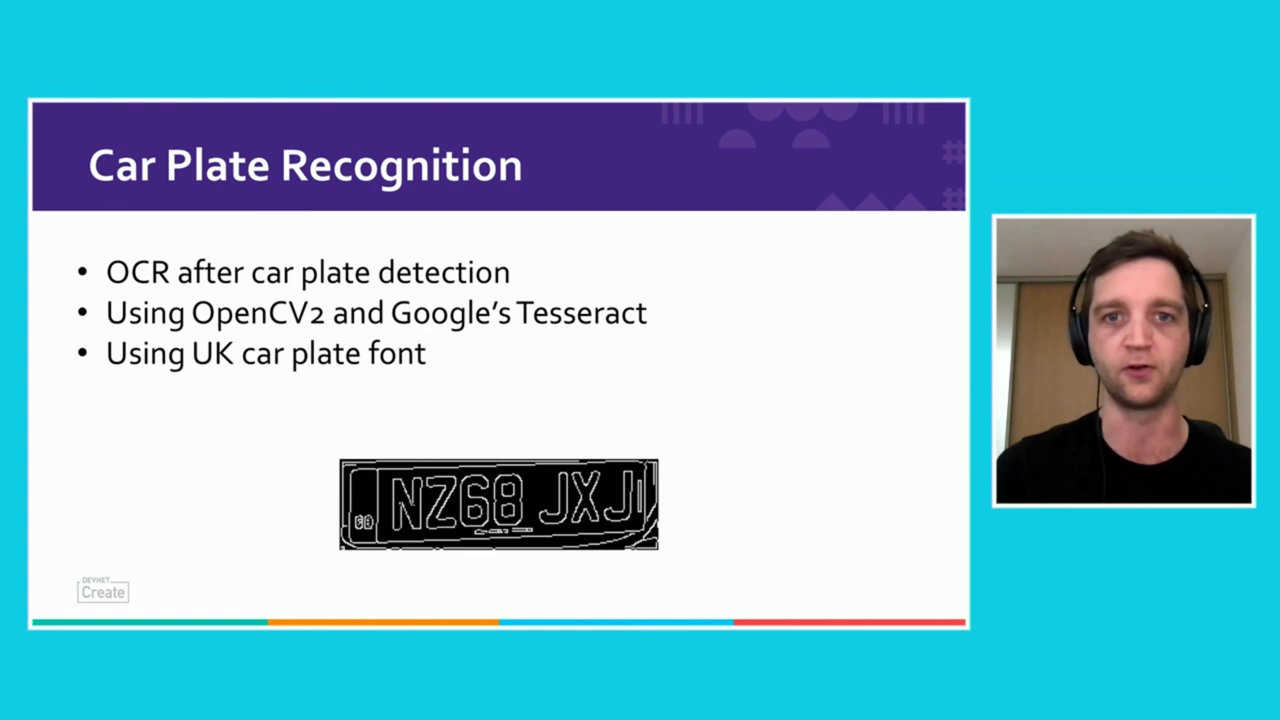 Car Plate Recognition
• OCR after car plate detection
• Using OpenCV2 and Google's Tesseract
• Using UK car plate font
GB
NZ68 JXJ
DEVNET
Create